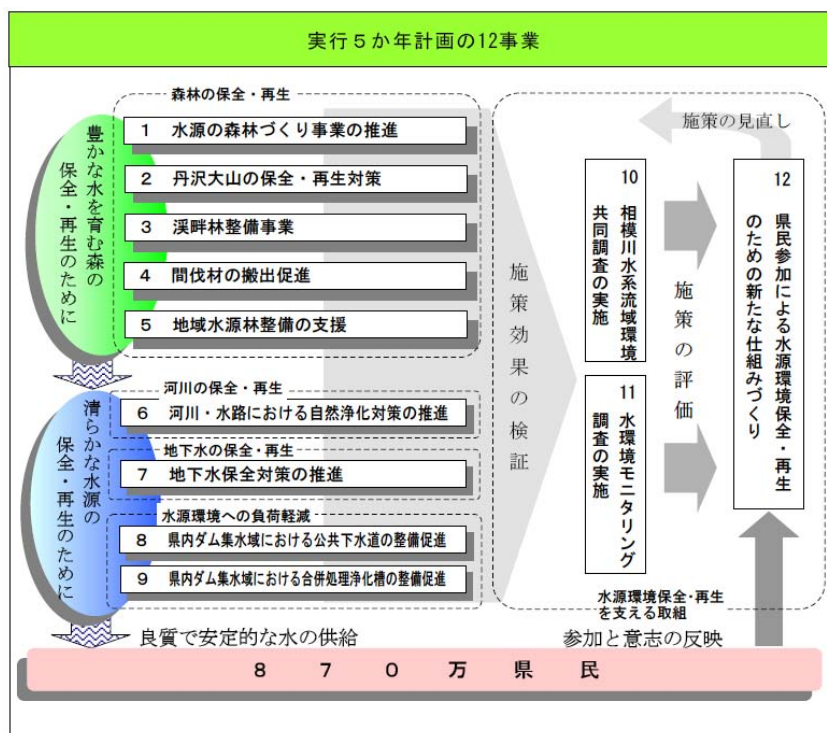 実行５か年計画の12事業
森林の保全・再生
豊かな水を育む森の
保全・再生のために
１ 水源の森林づくり事業の推進
２ 丹沢大山の保全・再生対策
３ 渓畔林整備事業
４ 間伐材の搬出促進
５ 地域水源林整備の支援
清らかな水源の
保全・再生のために
河川の保全・再生
６ 河川・水路における自然浄化対策の推進
地下水の保全・再生
７ 地下水保全対策の推進
水源環境への負荷軽減
８ 県内ダム集水域における公共下水道の整備促進
９ 県内ダム集水域における合併処理浄化槽の整備促進
施策効果の検証
10 相模川水系流域環境
共同調査の実施
11 水環境モニタリング
調査の実施
施策の評価
施策の見直し
12 県民参加による水源環境保全・再生
のための新たな仕組みづくり
水源環境保全・再生
を支える取組
良質で安定的な水の供給
参加と意志の反映
８７０万県民